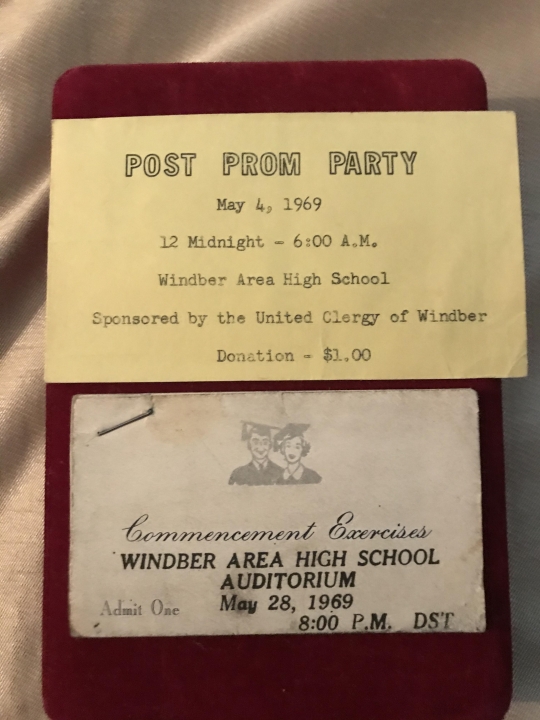 POST PROM PARTY
May 4, 1969
12 Midnight - 6:00 A.M.
Windber Area High School
Sponsored by the United Clergy of Windber
Donation - $1.00
Commencement Exercises
WINDBER AREA HIGH SCHOOL
AUDITORIUM
Admit One May 28, 1969
8:00 P.M. DST